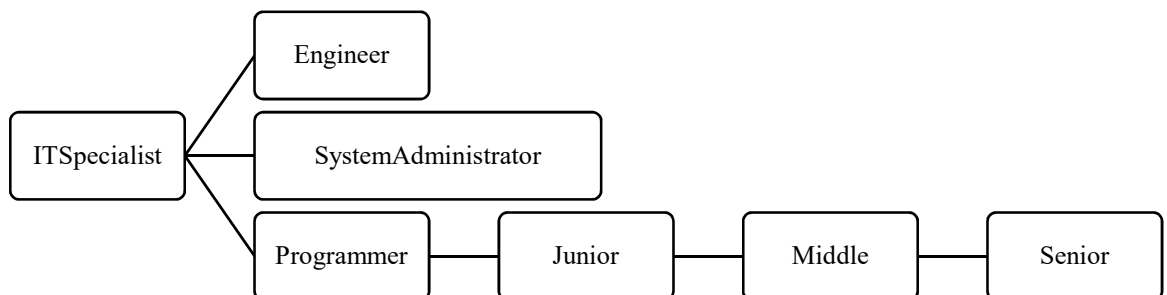 Engineer
ITSpecialist
SystemAdministrator
Programmer
Junior
Middle
Senior